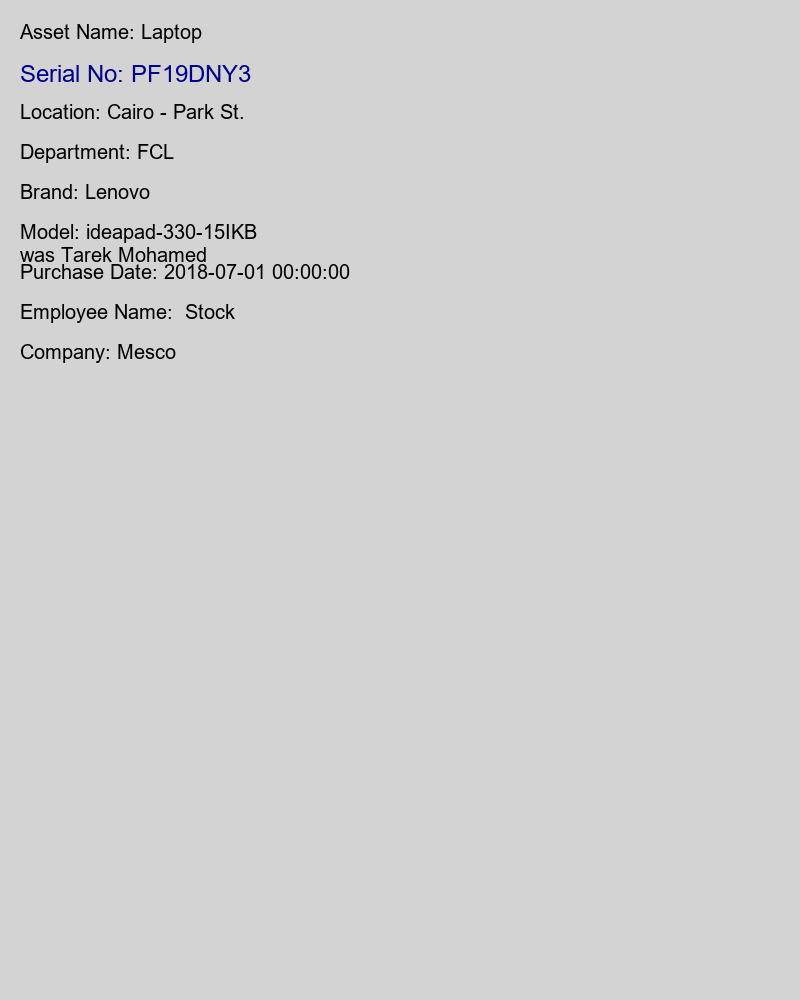 Asset Name: Laptop
Serial No: PF19DNY3
Location: Cairo - Park St.
Department: FCL
Brand: Lenovo
Model: ideapad-330-15IKB
was Tarek Mohamed
Purchase Date: 2018-07-01 00:00:00
Employee Name:  Stock
Company: Mesco